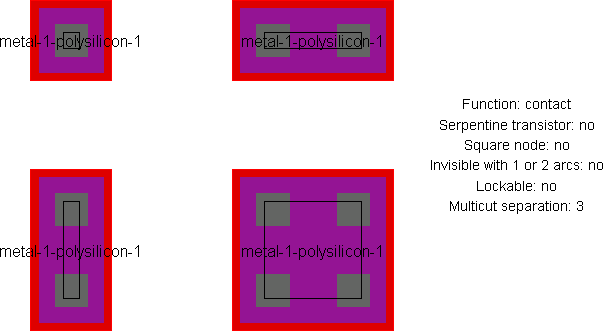 metal-1-polysilicon-1
metal-1-polysilicon-1
Function: contact
Serpentine transistor: no
Square node: no
Invisible with 1 or 2 arcs: no
Lockable: no
Multicut separation: 3
metal-1-polysilicon-1
metal-1-polysilicon-1